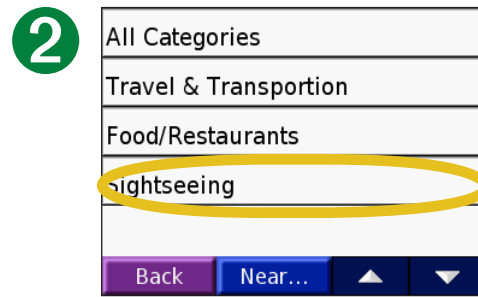 2
All Categories
Travel & Transportion
Food/Restaurants
Sightseeing
Back Near...